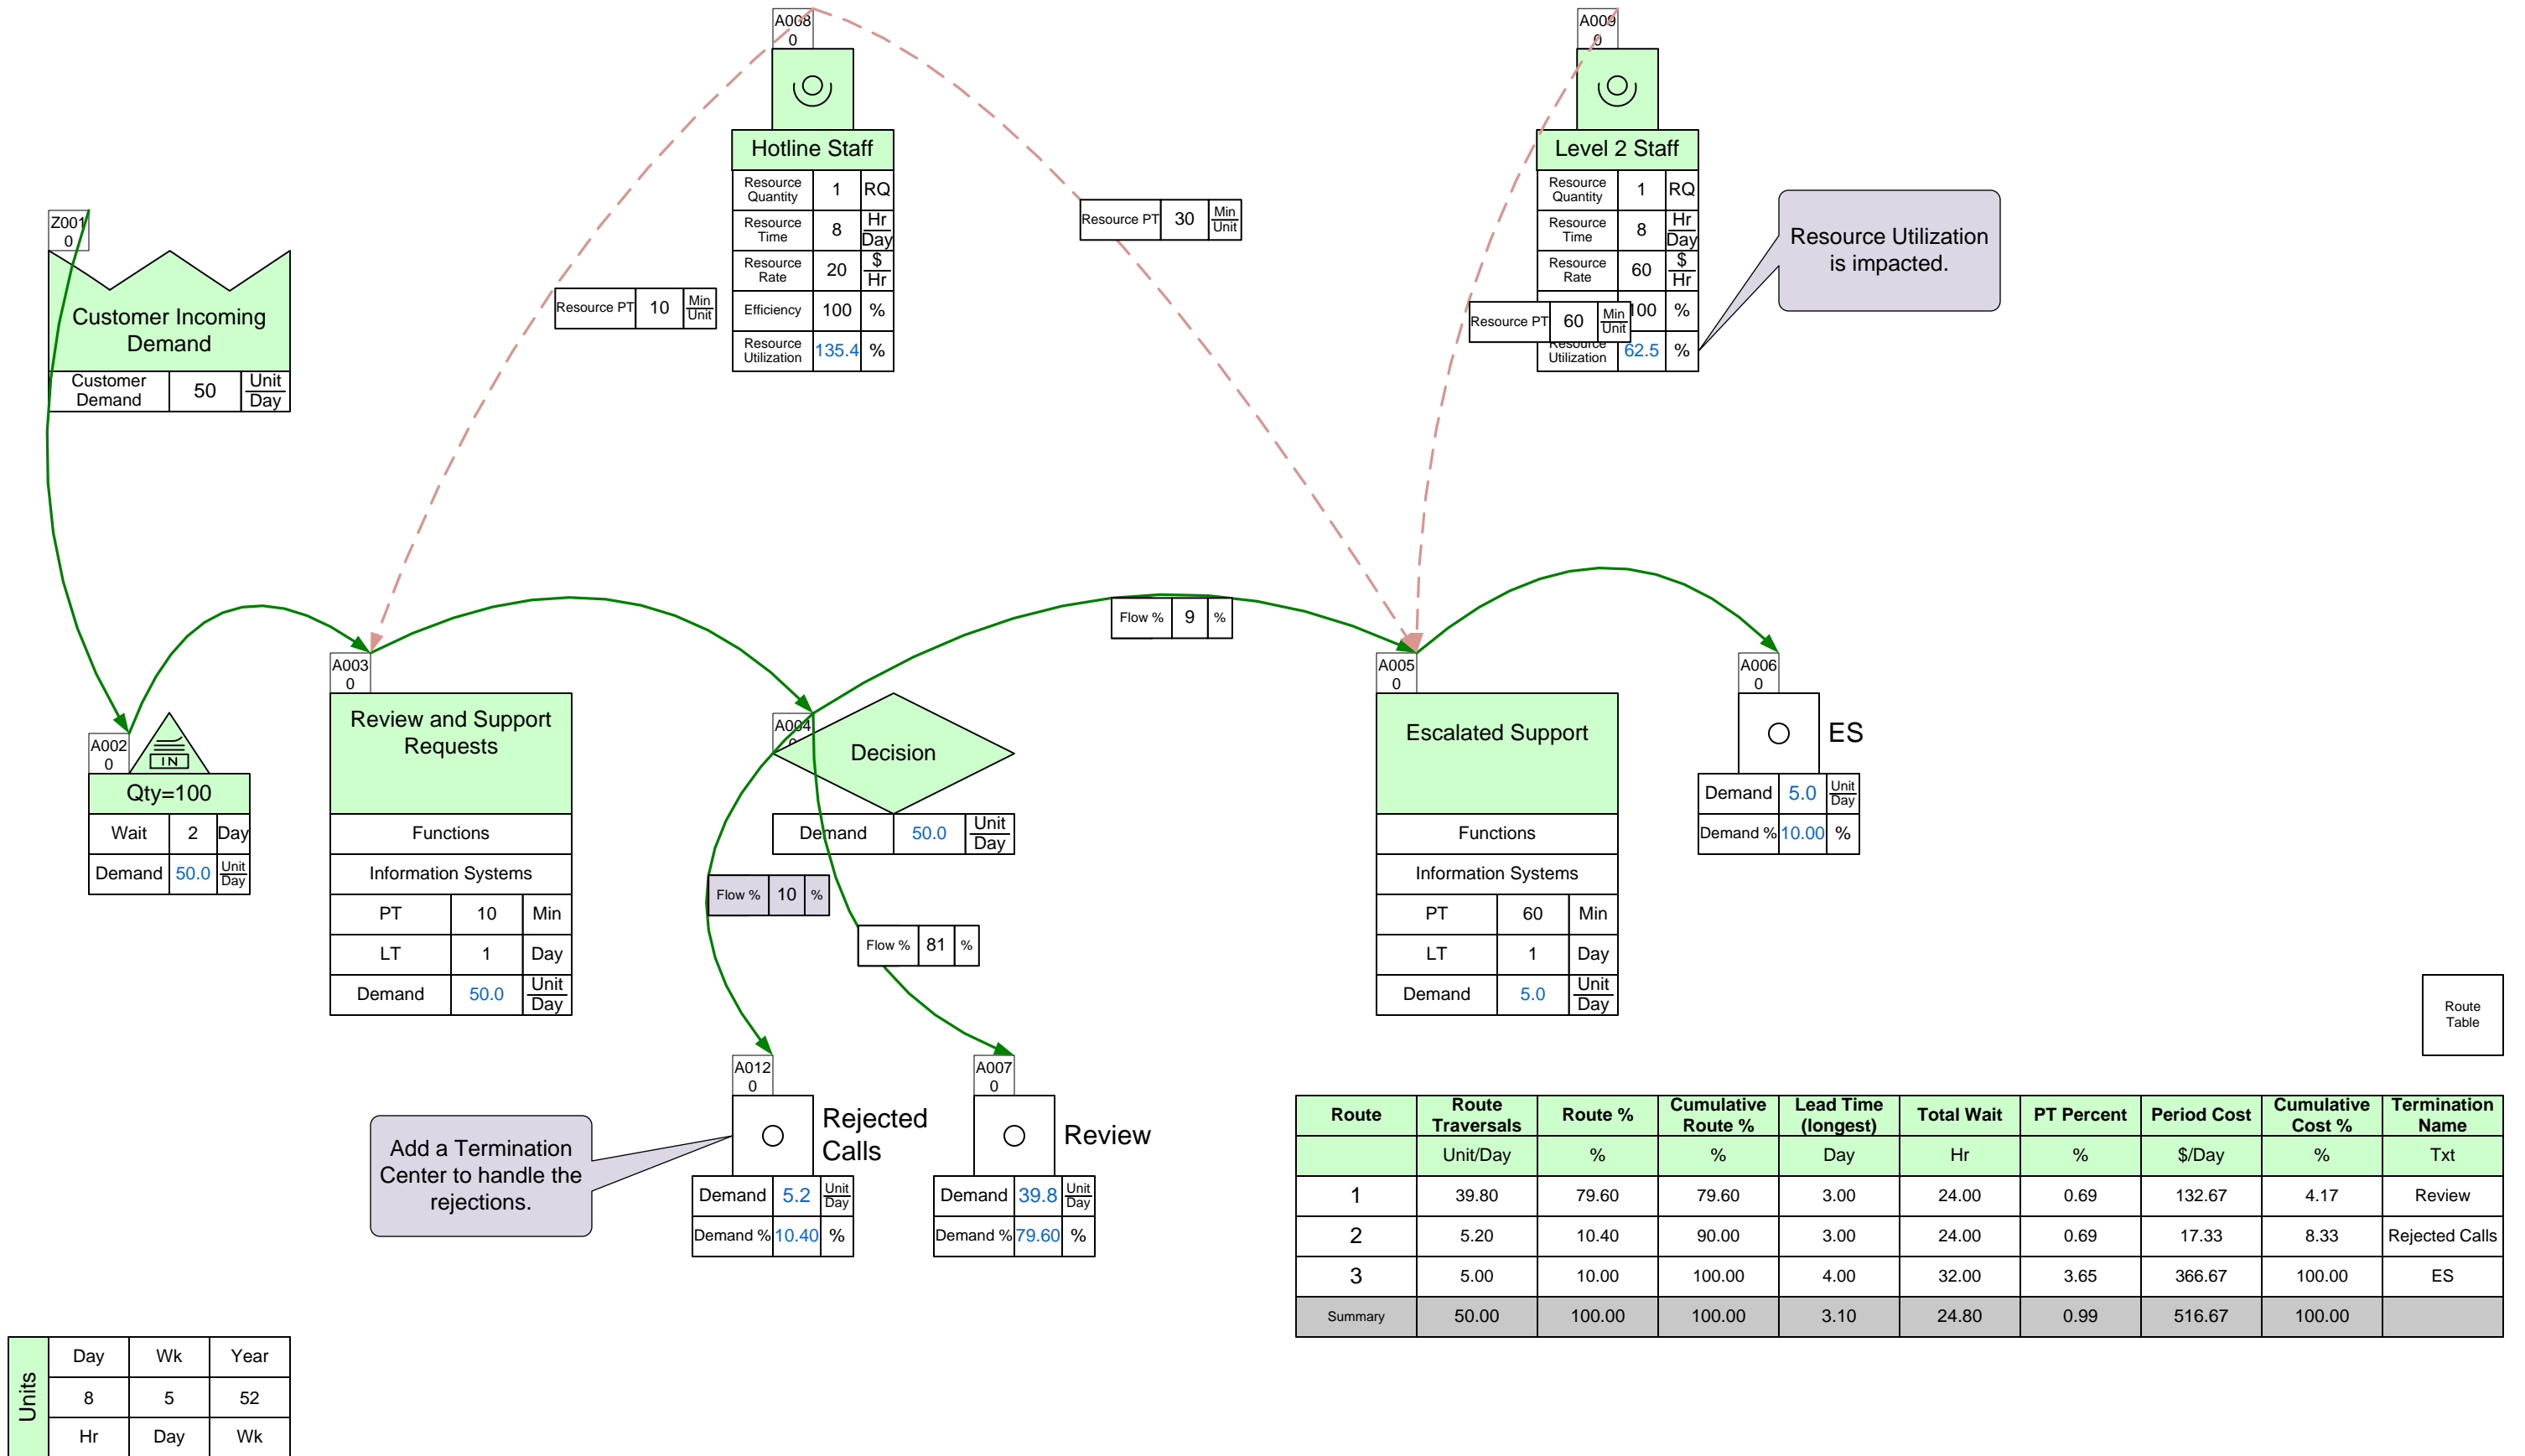 A008
0
A009
0
Hotline Staff
Resource Quantity 1 RQ
Resource Time 8 Hr Day
Resource Rate 20 $ Hr
Efficiency 100 %
Resource Utilization 135.4 %
Level 2 Staff
Resource Quantity 1 RQ
Resource Time 8 Hr Day
Resource Rate 60 $ Hr
100 %
Resource Utilization 62.5 %
Resource PT 10 Min Unit
Resource PT 30 Min Unit
Resource PT 60 Min Unit
Resource Utilization
is impacted.
Z001
0
Customer Incoming
Demand
Customer Demand 50 Unit Day
A002
0
IN
Qty=100
Wait 2 Day
Demand 50.0 Unit Day
A003
0
Review and Support
Requests
Functions
Information Systems
PT 10 Min
LT 1 Day
Demand 50.0 Unit Day
A004
0
Decision
Demand 50.0 Unit Day
Flow % 9 %
Flow % 10 %
Flow % 81 %
A005
0
Escalated Support
Functions
Information Systems
PT 60 Min
LT 1 Day
Demand 5.0 Unit Day
A006
0
ES
Demand 5.0 Unit Day
Demand % 10.00 %
A012
0
Rejected
Calls
Demand 5.2 Unit Day
Demand % 10.40 %
A007
0
Review
Demand 39.8 Unit Day
Demand % 79.60 %
Add a Termination
Center to handle the
rejections.
Route
Table
Route Route Traversals Route % Cumulative Route % Lead Time (longest) Total Wait PT Percent Period Cost Cumulative Cost % Termination Name
Unit/Day % % Day Hr % $/Day % Txt
1 39.80 79.60 79.60 3.00 24.00 0.69 132.67 4.17 Review
2 5.20 10.40 90.00 3.00 24.00 0.69 17.33 8.33 Rejected Calls
3 5.00 10.00 100.00 4.00 32.00 3.65 366.67 100.00 ES
Summary 50.00 100.00 100.00 3.10 24.80 0.99 516.67 100.00
Units
Day Wk Year
8 5 52
Hr Day Wk